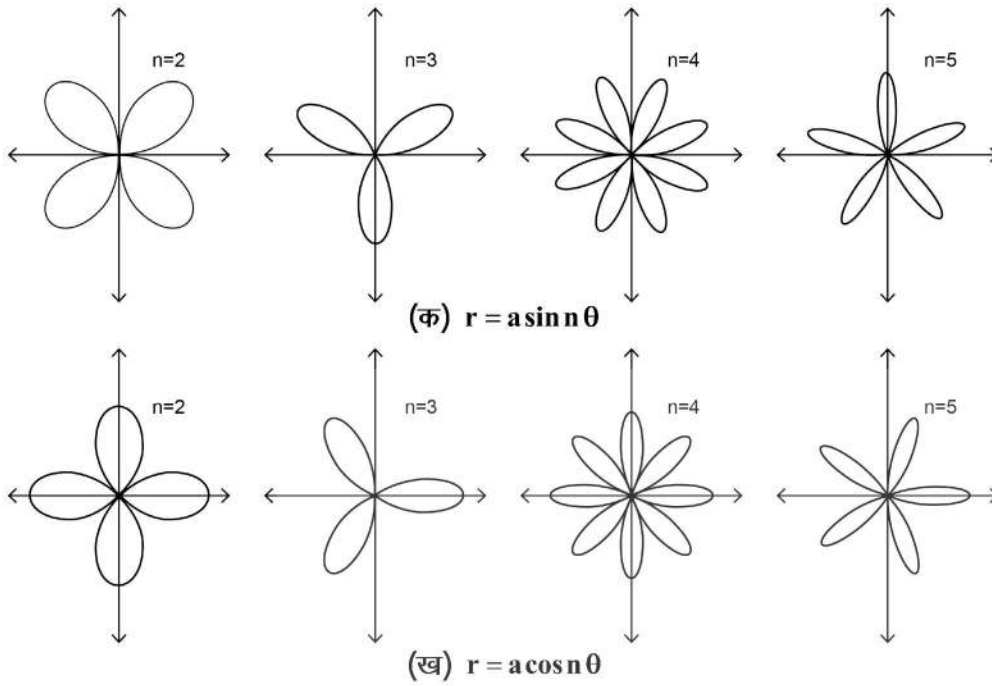 n=2 n=3 n=4 n=5
(क) r = a sin n θ
n=2 n=3 n=4 n=5
(ख) r = a cos n θ